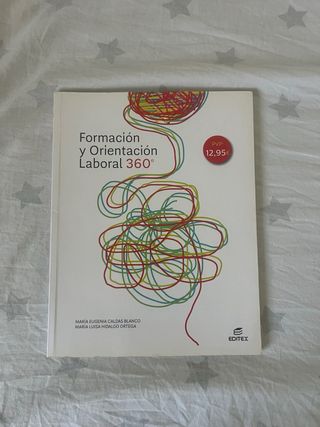 Formación
y Orientación
Laboral 360°
PVP
12,95€
MARÍA EUGENIA CALDAS BLANCO
MARÍA LUISA HIDALGO ORTEGA
EDITEX